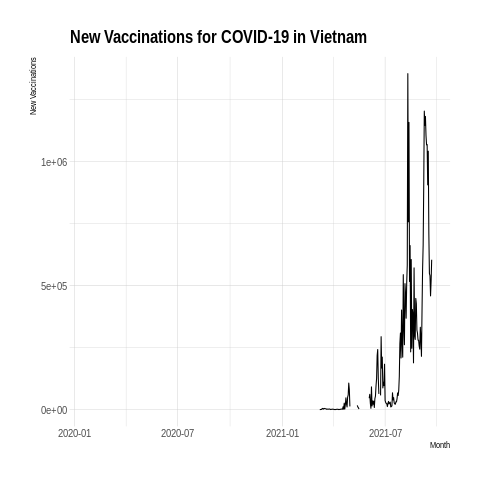 New Vaccinations for COVID-19 in Vietnam
New Vaccinations
1e+06
5e+05
0e+00
2020-01
2020-07
2021-01
2021-07
Month